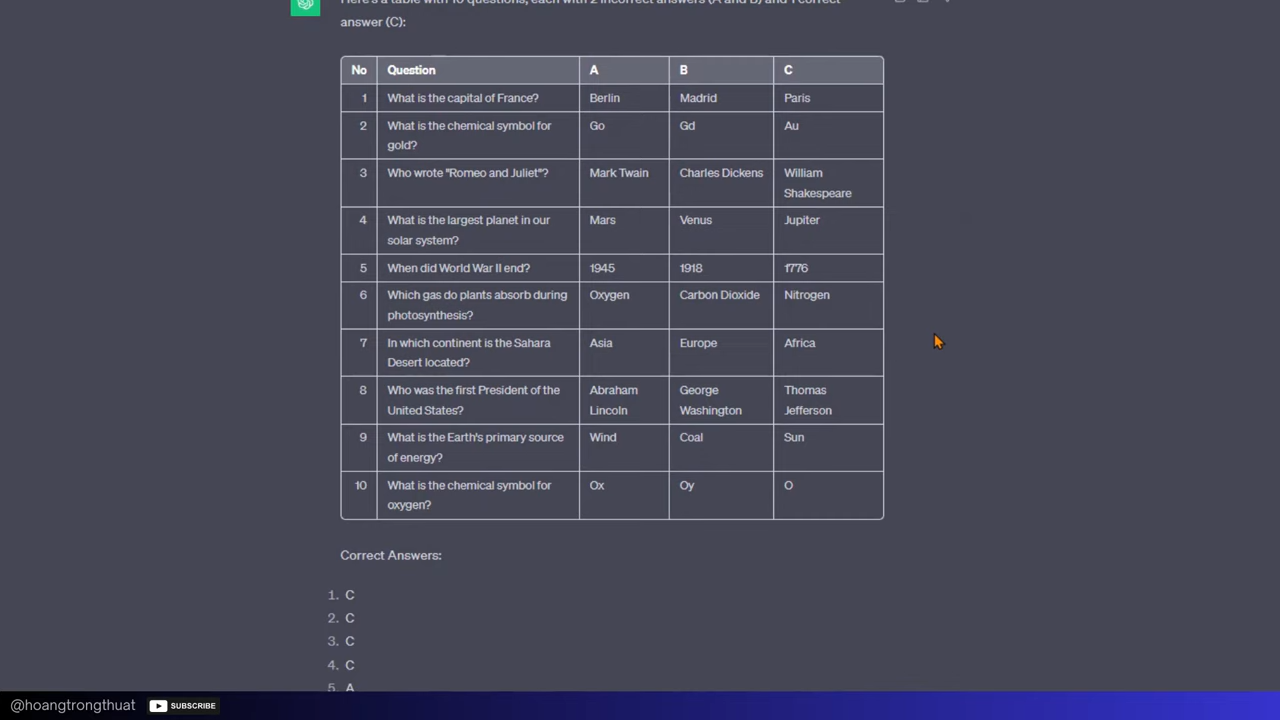 Here's a table with 10 questions, each with 2 incorrect answers (A and B) and 1 correct
answer (C):
No Question A B C
1 What is the capital of France? Berlin Madrid Paris
2 What is the chemical symbol for gold? Go Gd Au
3 Who wrote "Romeo and Juliet"? Mark Twain Charles Dickens William Shakespeare
4 What is the largest planet in our solar system? Mars Venus Jupiter
5 When did World War II end? 1945 1918 1776
6 Which gas do plants absorb during photosynthesis? Oxygen Carbon Dioxide Nitrogen
7 In which continent is the Sahara Desert located? Asia Europe Africa
8 Who was the first President of the United States? Abraham Lincoln George Washington Thomas Jefferson
9 What is the Earth's primary source of energy? Wind Coal Sun
10 What is the chemical symbol for oxygen? Ox Oy O
Correct Answers:
1. C
2. C
3. C
4. C
5. A
@hoangtrongthuat SUBSCRIBE